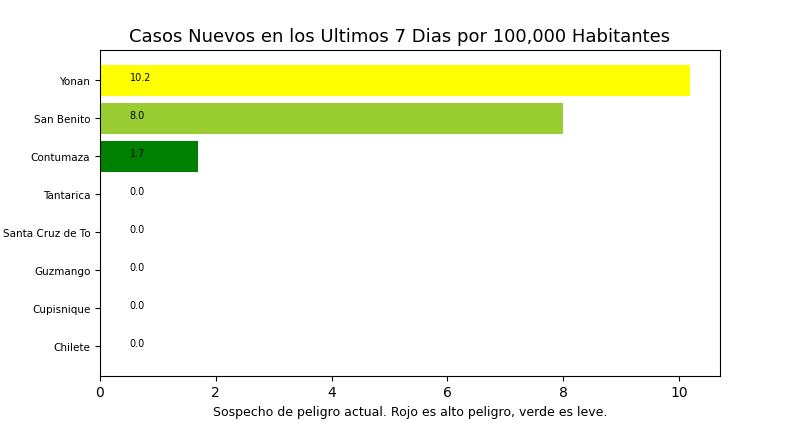 Casos Nuevos en los Ultimos 7 Dias por 100,000 Habitantes
Yonan 10.2
San Benito 8.0
Contumaza 1.7
Tantarica 0.0
Santa Cruz de To 0.0
Guzmango 0.0
Cupisnique 0.0
Chilete 0.0
0 2 4 6 8 10
Sospecho de peligro actual. Rojo es alto peligro, verde es leve.